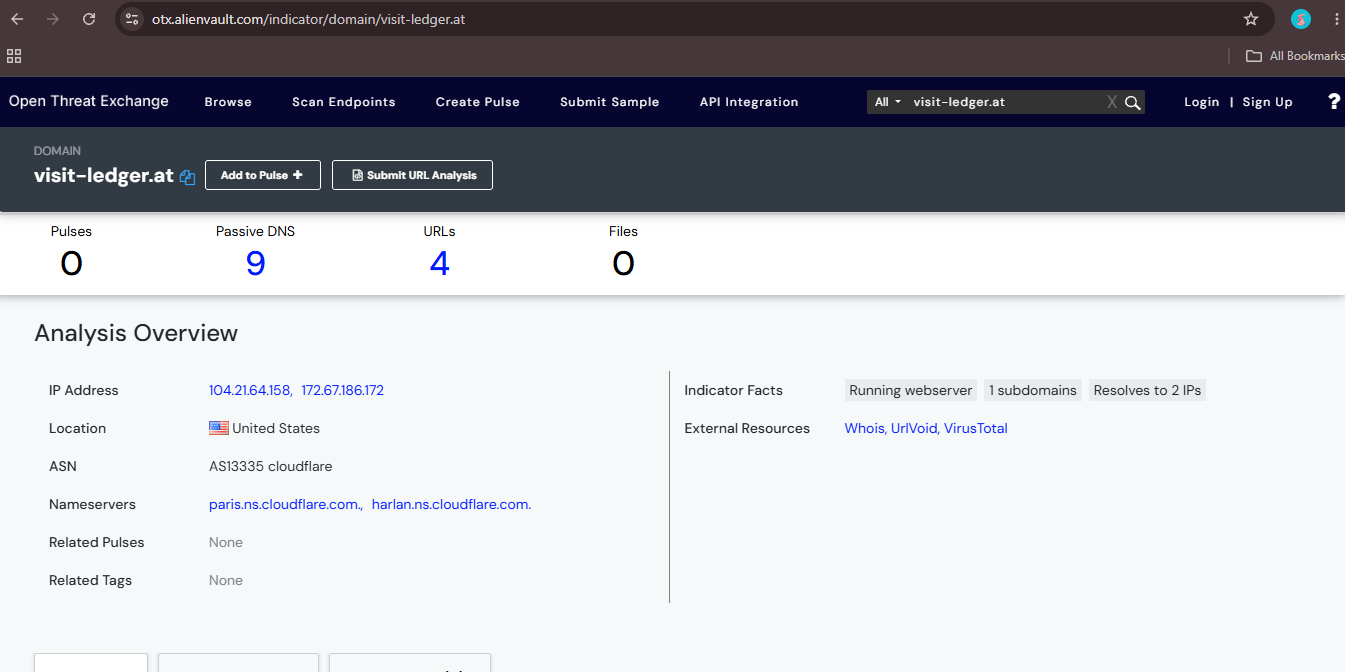 otx.alienvault.com/indicator/domain/visit-ledger.at
All Bookmarks
Open Threat Exchange Browse Scan Endpoints Create Pulse Submit Sample API Integration All visit-ledger.at X Login | Sign Up ?
DOMAIN
visit-ledger.at Add to Pulse + Submit URL Analysis
Pulses Passive DNS URLs Files
0 9 4 0
Analysis Overview
IP Address 104.21.64.158, 172.67.186.172 Indicator Facts Running webserver 1 subdomains Resolves to 2 IPs
Location United States External Resources Whois, UrlVoid, VirusTotal
ASN AS13335 cloudflare
Nameservers paris.ns.cloudflare.com., harlan.ns.cloudflare.com.
Related Pulses None
Related Tags None